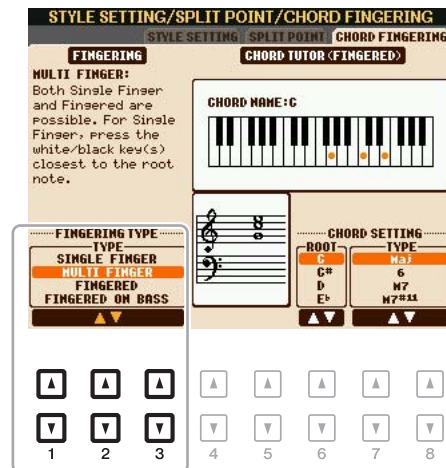 STYLE SETTING/SPLIT POINT/CHORD FINGERING
STYLE SETTING SPLIT POINT CHORD FINGERING
FINGERING
CHORD TUTOR (FINGERED)
MULTI FINGER:
Both Single Finger
and Fingered are
possible. For Single
Finger, press the
white/black key(s)
closest to the root
note.
CHORD NAME:C
FINGERING TYPE
TYPE
SINGLE FINGER
MULTI FINGER
FINGERED
FINGERED ON BASS
CHORD SETTING
ROOT
C
C#
D
E♭
TYPE
Maj
6
M7
M7#11
1 2 3 4 5 6 7 8